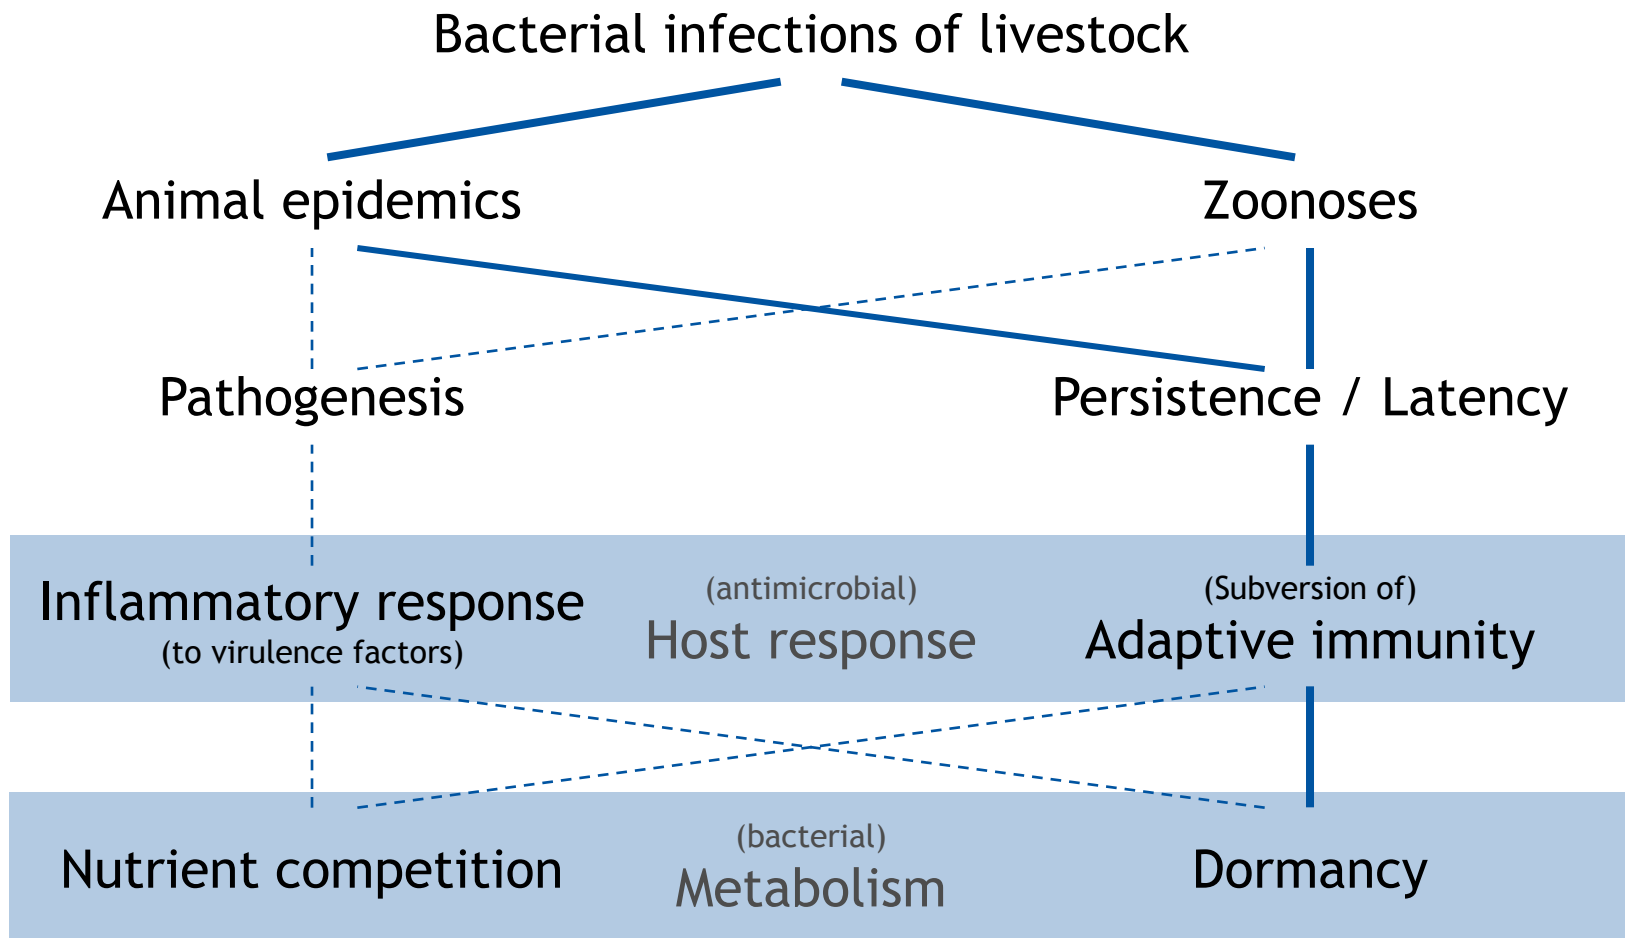 Bacterial infections of livestock
Animal epidemics
Zoonoses
Pathogenesis
Persistence / Latency
Inflammatory response
(to virulence factors)
(antimicrobial)
Host response
(Subversion of)
Adaptive immunity
Nutrient competition
(bacterial)
Metabolism
Dormancy